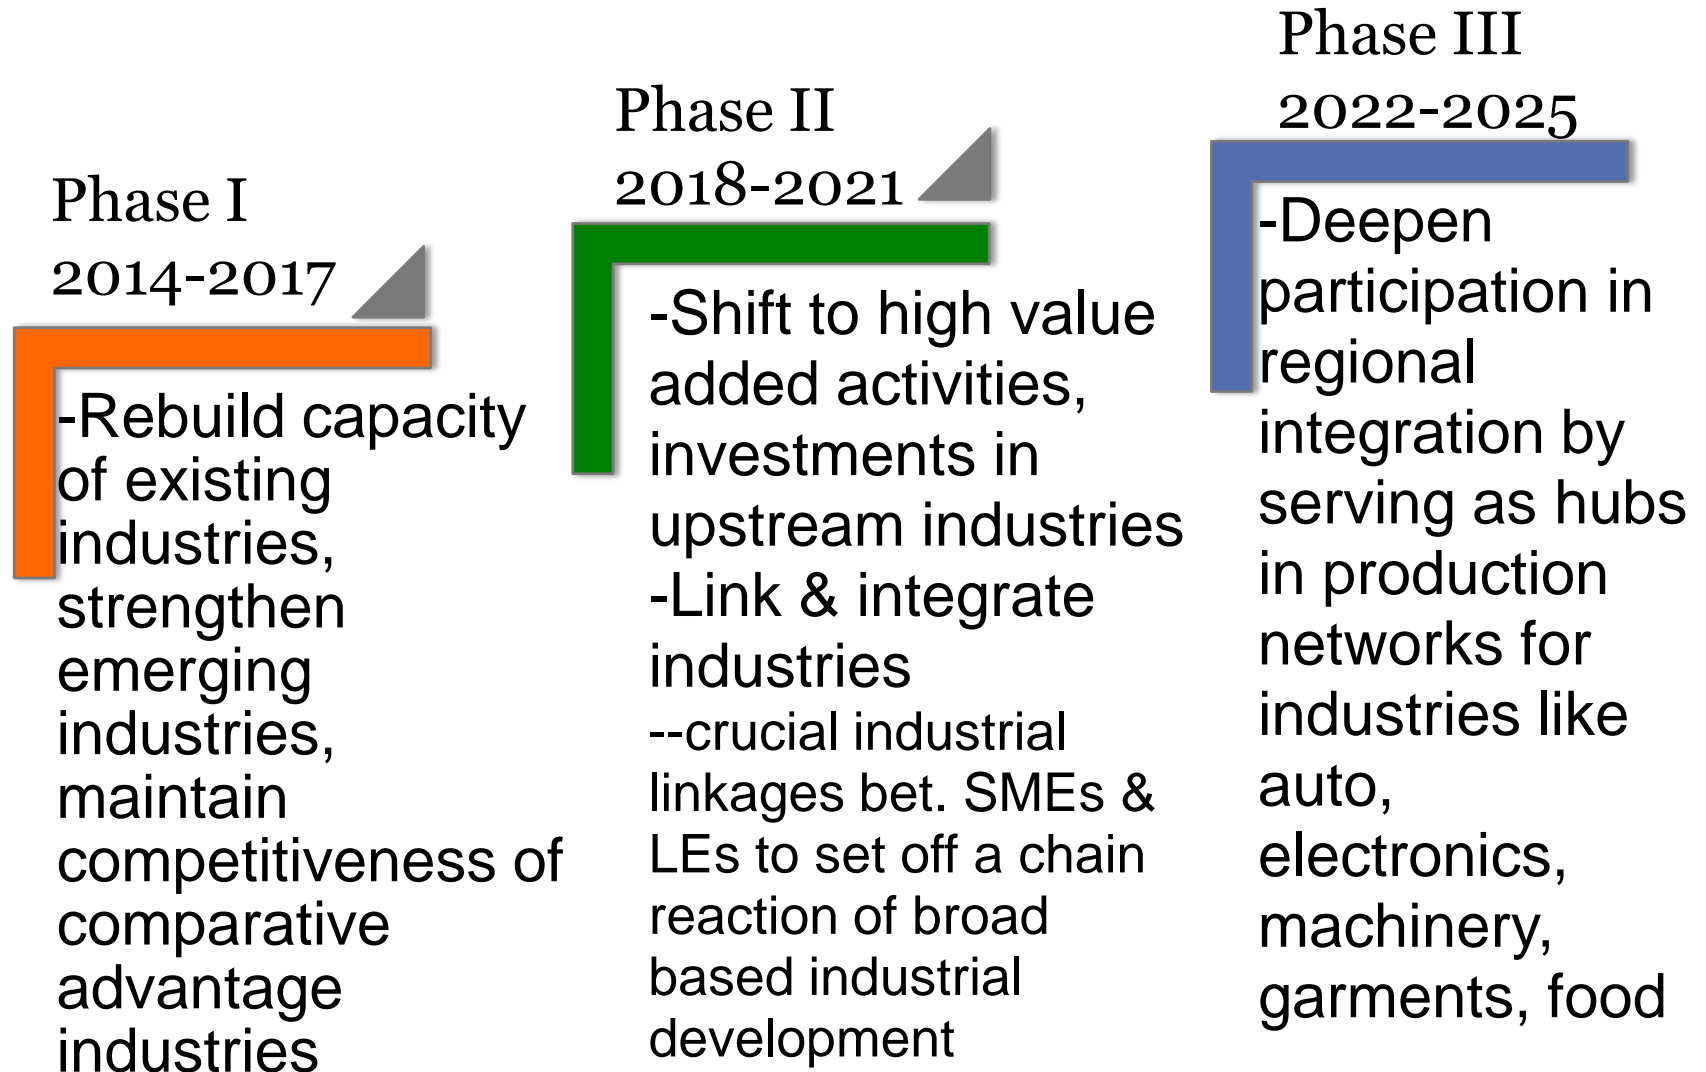 Phase I
2014-2017
-Rebuild capacity
of existing
industries,
strengthen
emerging
industries,
maintain
competitiveness of
comparative
advantage
industries
Phase II
2018-2021
-Shift to high value
added activities,
investments in
upstream industries
-Link & integrate
industries
--crucial industrial
linkages bet. SMEs &
LEs to set off a chain
reaction of broad
based industrial
development
Phase III
2022-2025
-Deepen
participation in
regional
integration by
serving as hubs
in production
networks for
industries like
auto,
electronics,
machinery,
garments, food